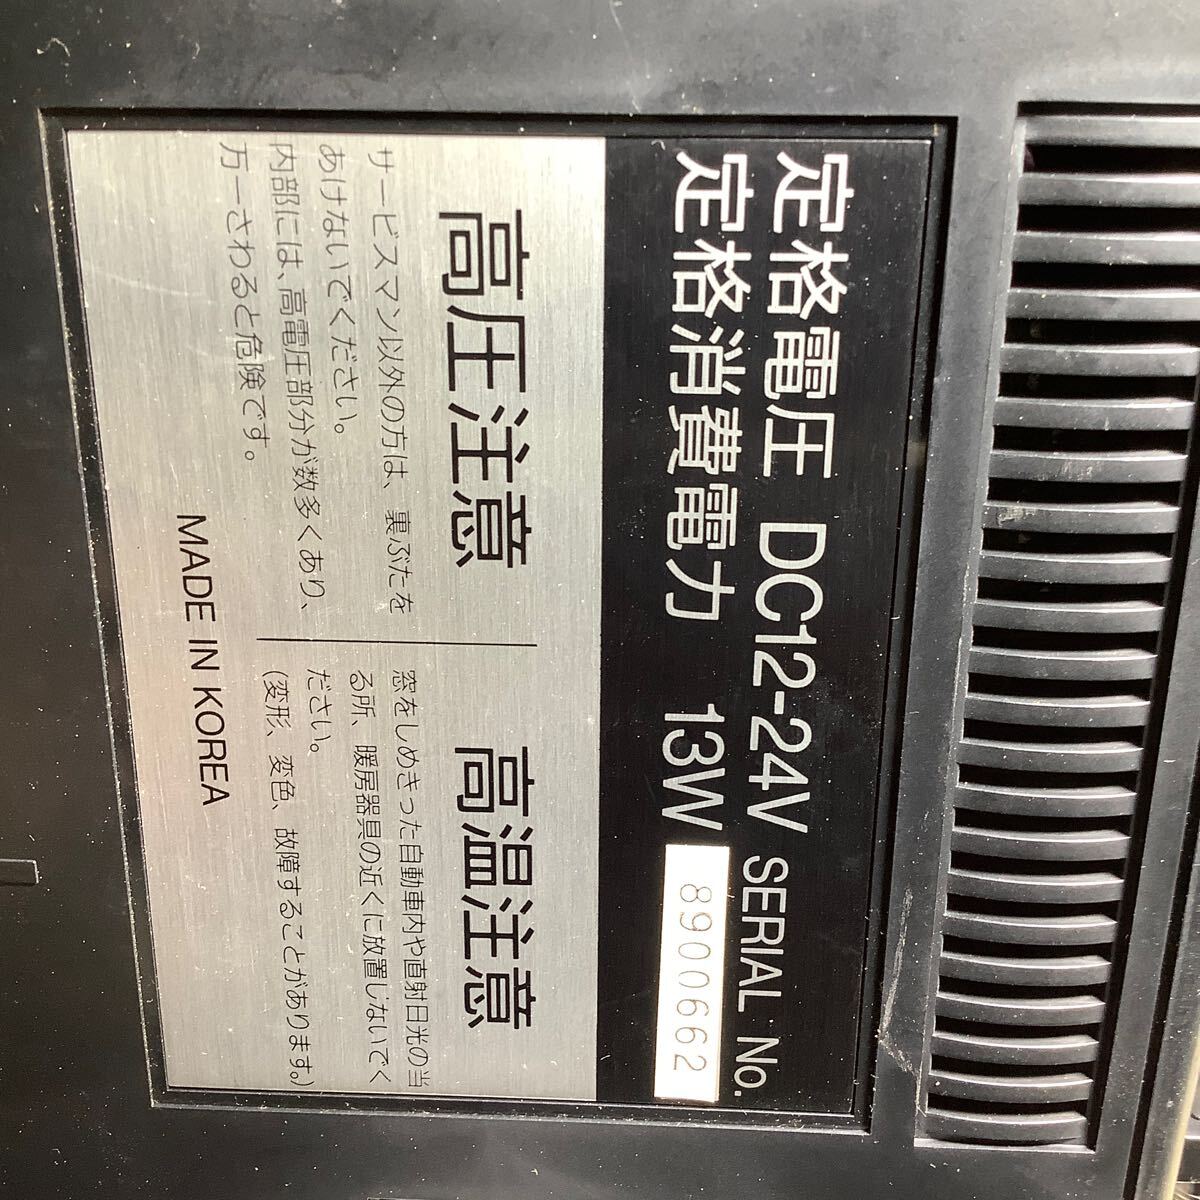 定格電圧 DC12-24V SERIAL No.
定格消費電力 13W 8900662
高圧注意
サービスマン以外の方は、裏ぶたを
あけないでください。
内部には、高電圧部分が数多くあり、
万一さわると危険です。
高温注意
窓をしめきった自動車内や直射日光の当
る所、暖房器具の近くに放置しないでく
ださい。
(変形、変色、故障することがあります。)
MADE IN KOREA